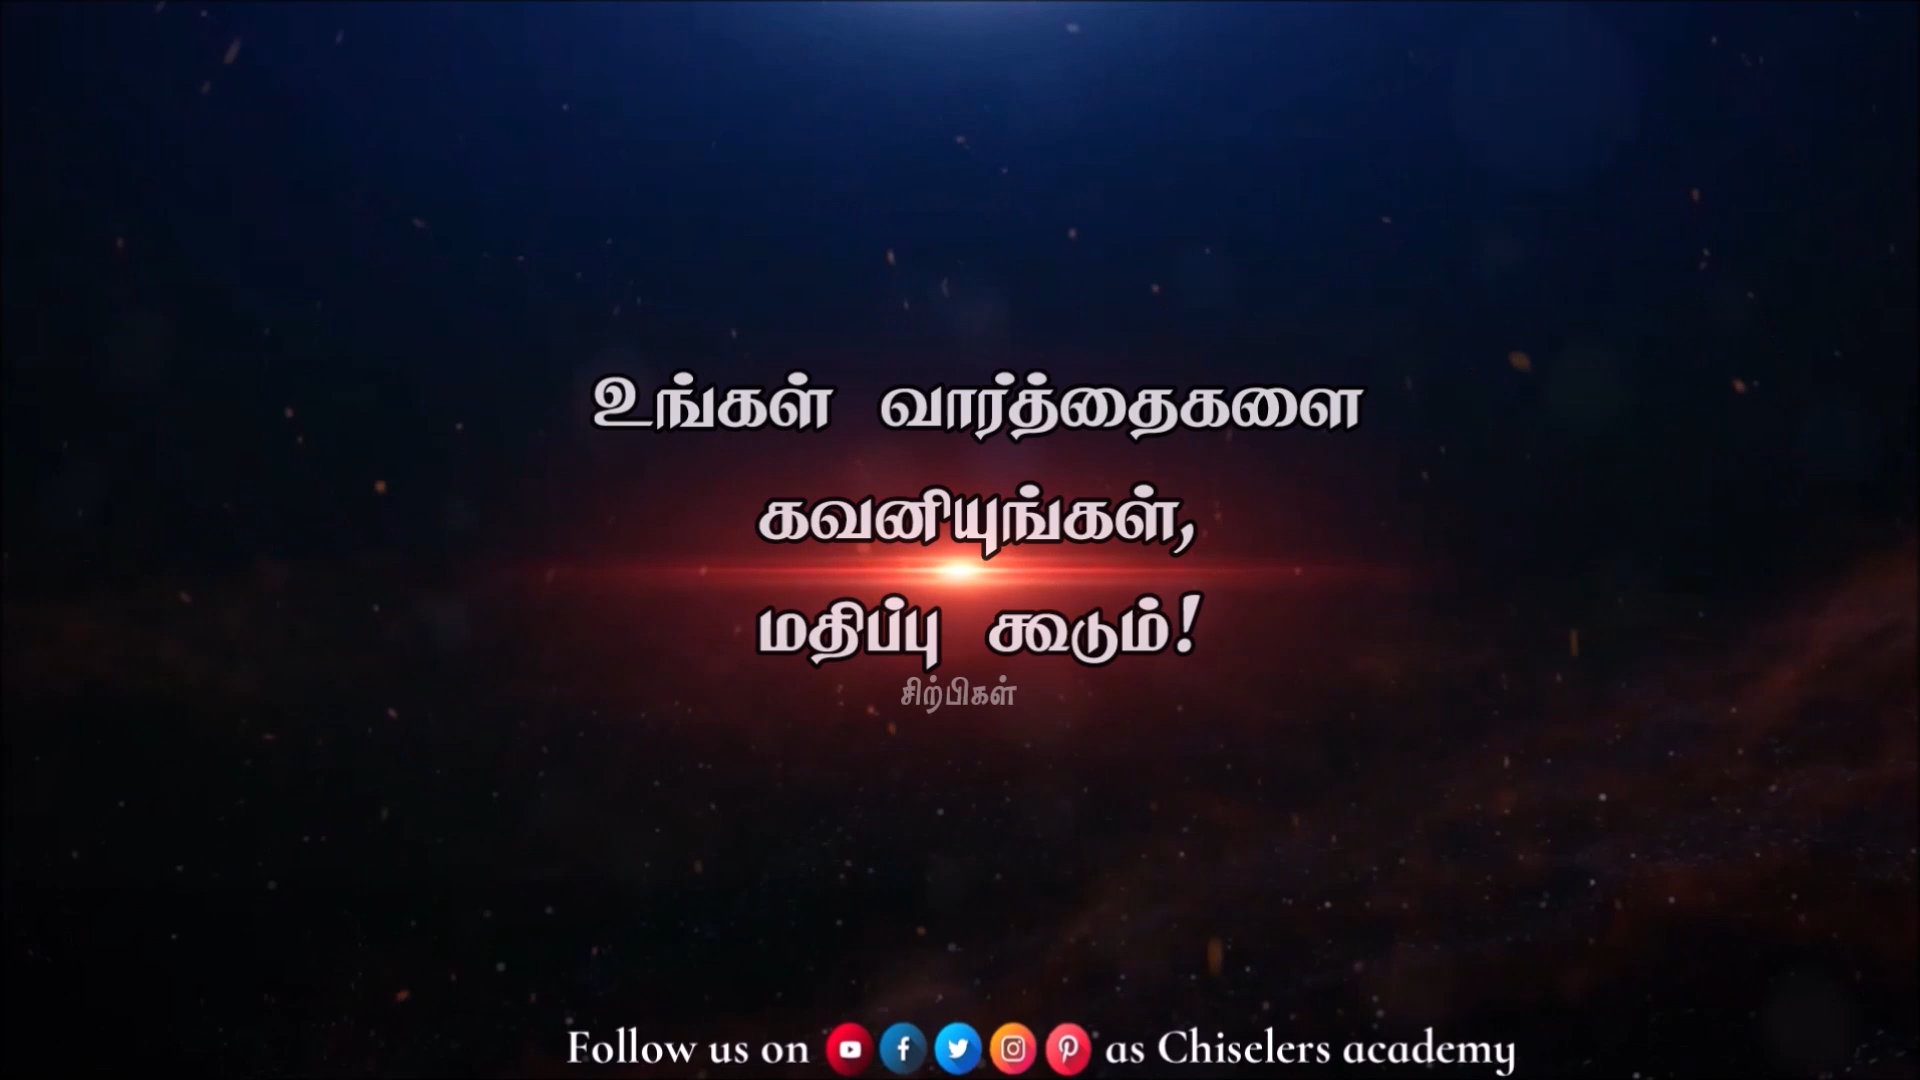 உங்கள் வார்த்தைகளை
கவனியுங்கள்,
மதிப்பு கூடும்!
சிற்பிகள்
Follow us on as Chiselers academy